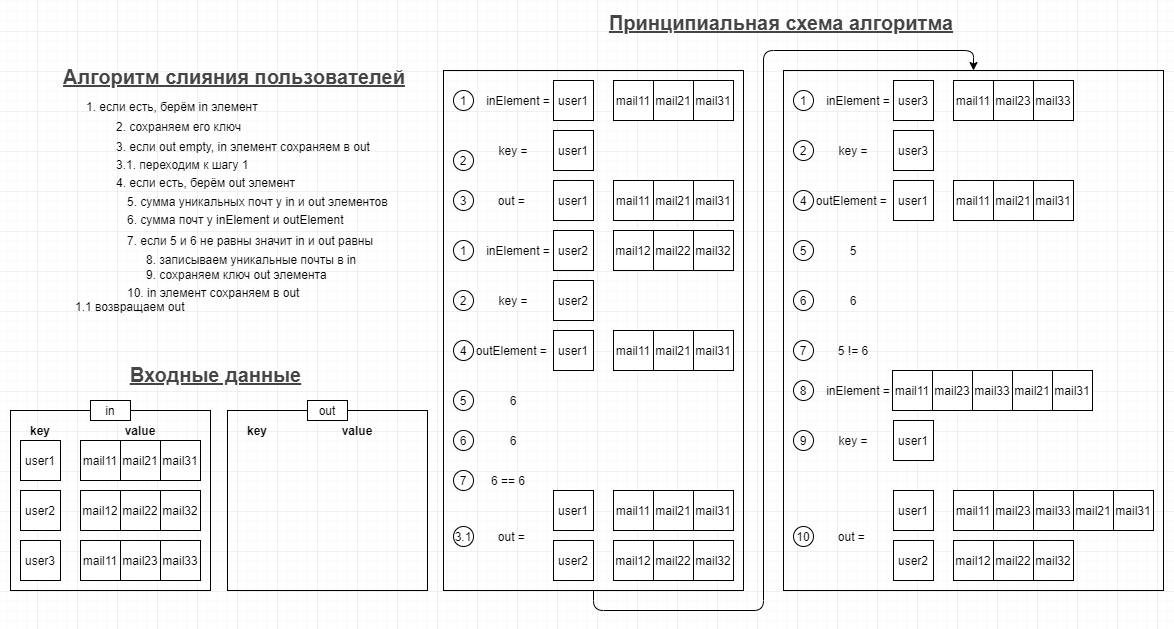 Принципиальная схема алгоритма
Алгоритм слияния пользователей
1. если есть, берём in элемент
2. сохраняем его ключ
3. если out empty, in элемент сохраняем в out
3.1. переходим к шагу 1
4. если есть, берём out элемент
5. сумма уникальных почт у in и out элементов
6. сумма почт у inElement и outElement
7. если 5 и 6 не равны значит in и out равны
8. записываем уникальные почты в in
9. сохраняем ключ out элемента
10. in элемент сохраняем в out
1.1 возвращаем out
Входные данные
in
key value
user1 mail11 mail21 mail31
user2 mail12 mail22 mail32
user3 mail11 mail23 mail33
out
key value
1 inElement = user1 mail11 mail21 mail31
2 key = user1
3 out = user1 mail11 mail21 mail31
1 inElement = user2 mail12 mail22 mail32
2 key = user2
4 outElement = user1 mail11 mail21 mail31
5 6
6 6
7 6 == 6
user1 mail11 mail21 mail31
3.1 out =
user2 mail12 mail22 mail32
1 inElement = user3 mail11 mail23 mail33
2 key = user3
4 outElement = user1 mail11 mail21 mail31
5 5
6 6
7 5 != 6
8 inElement = mail11 mail23 mail33 mail21 mail31
9 key = user1
user1 mail11 mail23 mail33 mail21 mail31
10 out =
user2 mail12 mail22 mail32